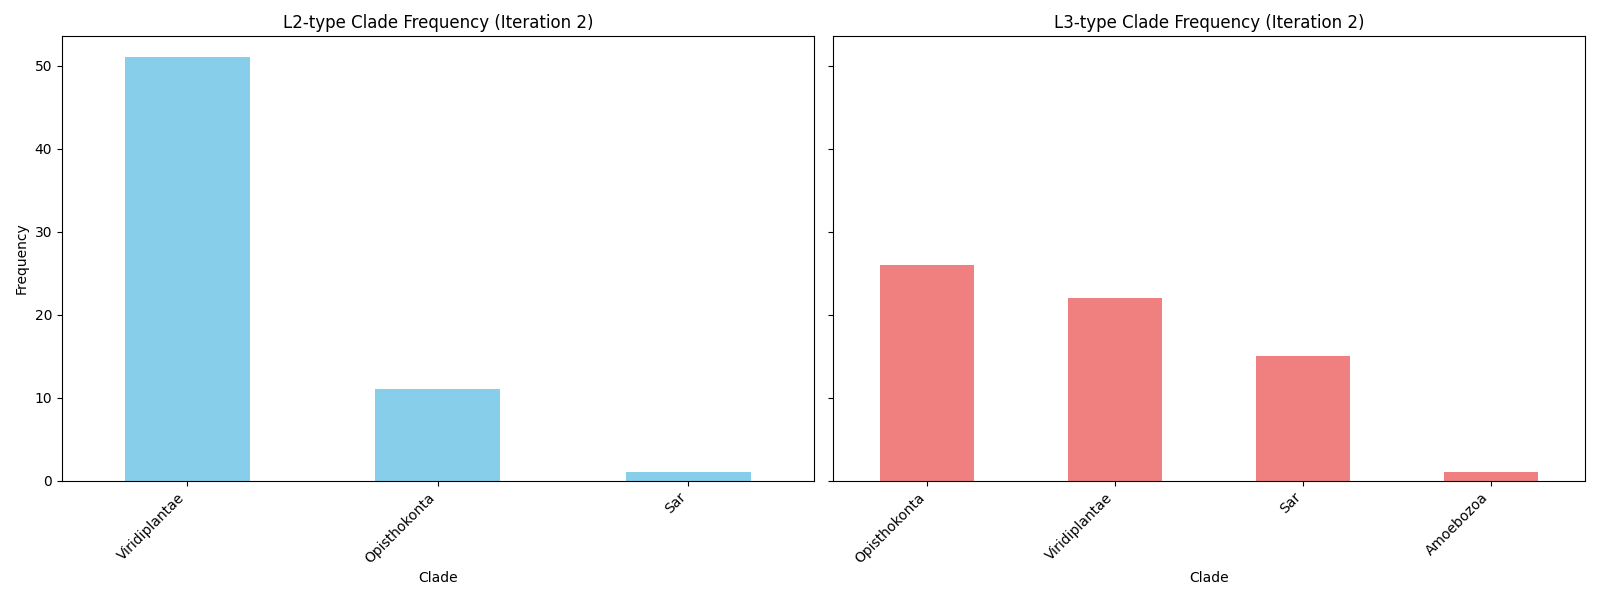 L2-type Clade Frequency (Iteration 2)
Frequency
50
40
30
20
10
0
Viridiplantae
Opisthokonta
Sar
Clade
L3-type Clade Frequency (Iteration 2)
Opisthokonta
Viridiplantae
Sar
Amoebozoa
Clade